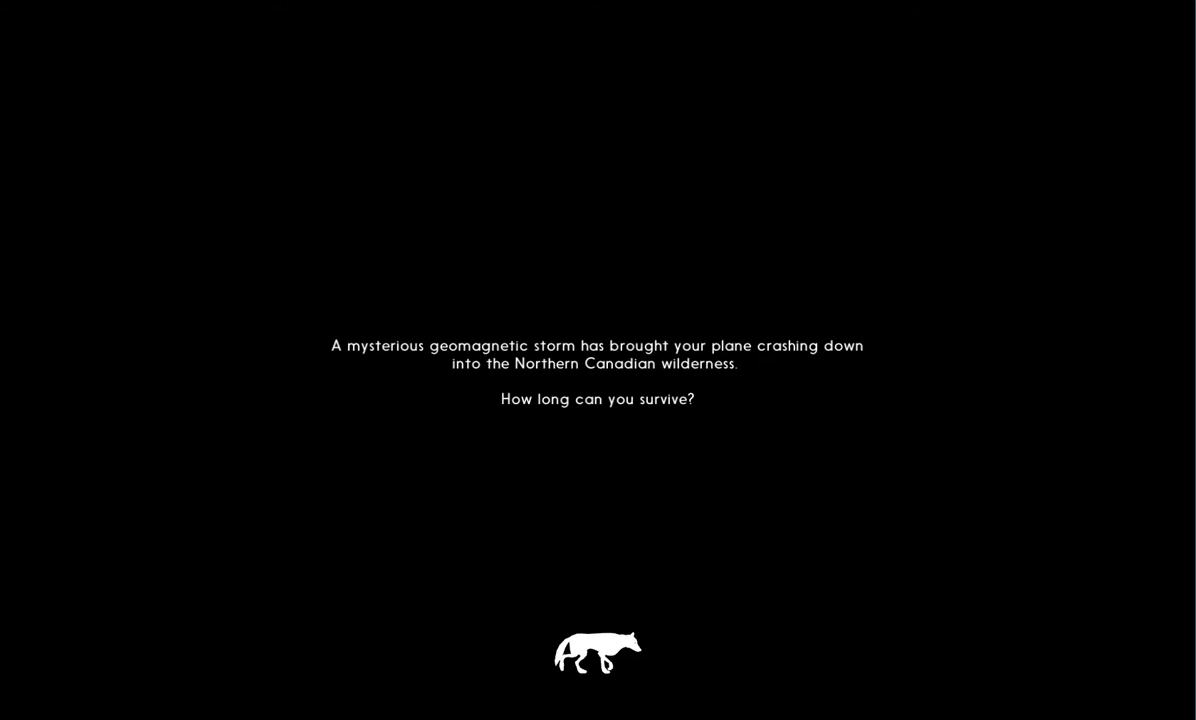 A mysterious geomagnetic storm has brought your plane crashing down
into the Northern Canadian wilderness.
How long can you survive?